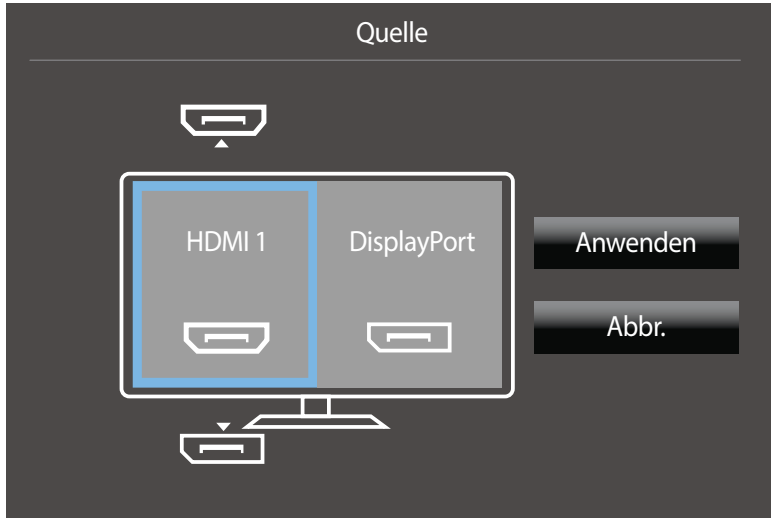 Quelle
HDMI 1
DisplayPort
Anwenden
Abbr.